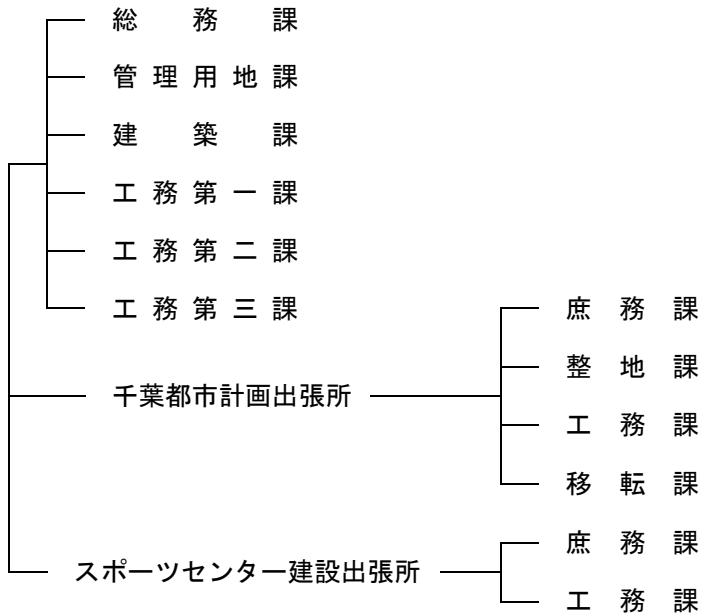 総務課
管理用地課
建築課
工務第一課
工務第二課
工務第三課
千葉都市計画出張所
庶務課
整地課
工務課
移転課
スポーツセンター建設出張所
庶務課
工務課